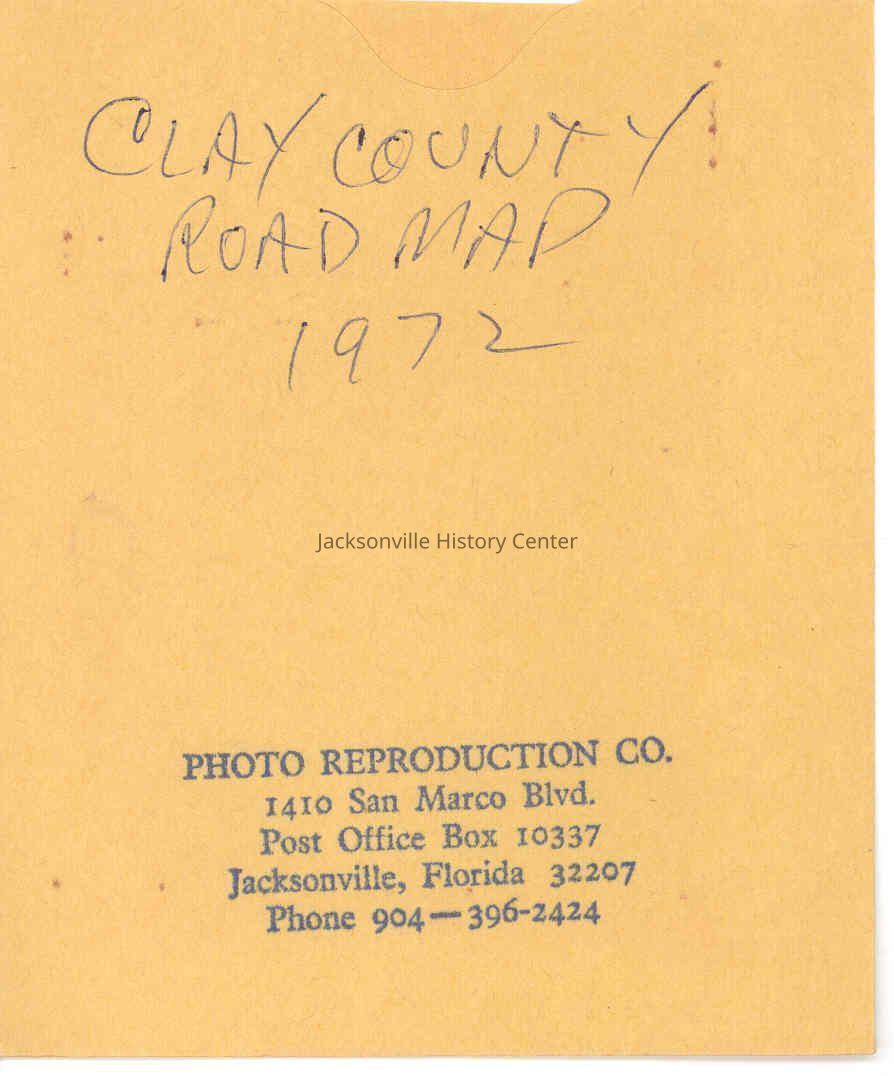 CLAY COUNTY
ROAD MAP
1972
Jacksonville History Center
PHOTO REPRODUCTION CO.
1410 San Marco Blvd.
Post Office Box 10337
Jacksonville, Florida 32207
Phone 904—396-2424